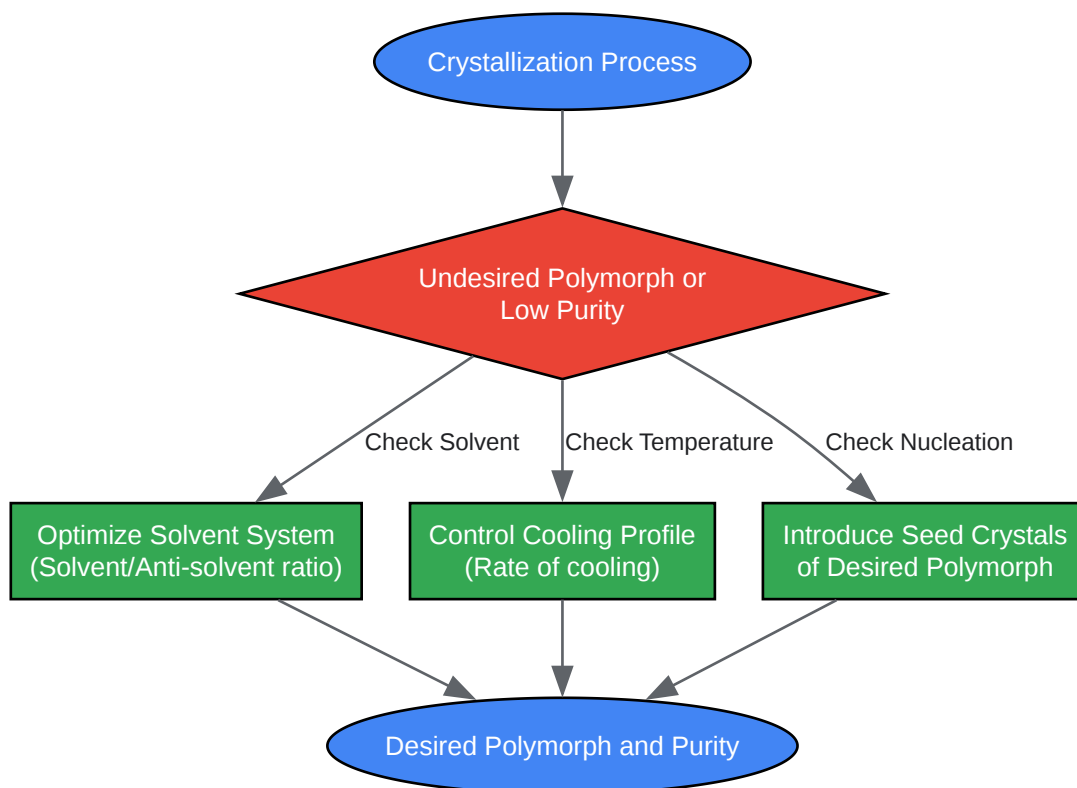 Crystallization Process
Undesired Polymorph or
Low Purity
Check Solvent
Check Temperature
Check Nucleation
Optimize Solvent System
(Solvent/Anti-solvent ratio)
Control Cooling Profile
(Rate of cooling)
Introduce Seed Crystals
of Desired Polymorph
Desired Polymorph and Purity